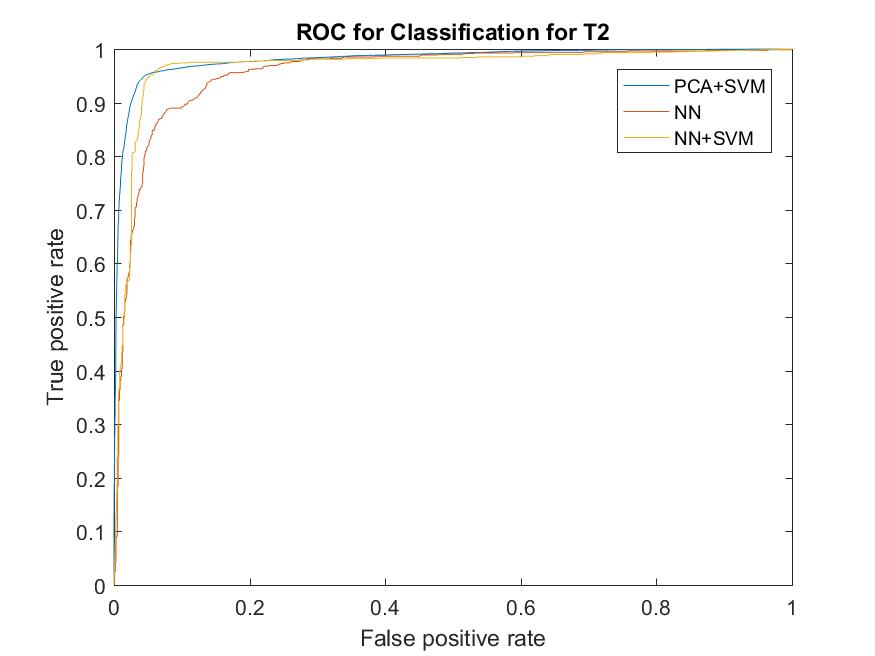 ROC for Classification for T2
1
0.9
0.8
0.7
0.6
0.5
0.4
0.3
0.2
0.1
0
True positive rate
PCA+SVM
NN
NN+SVM
0 0.2 0.4 0.6 0.8 1
False positive rate